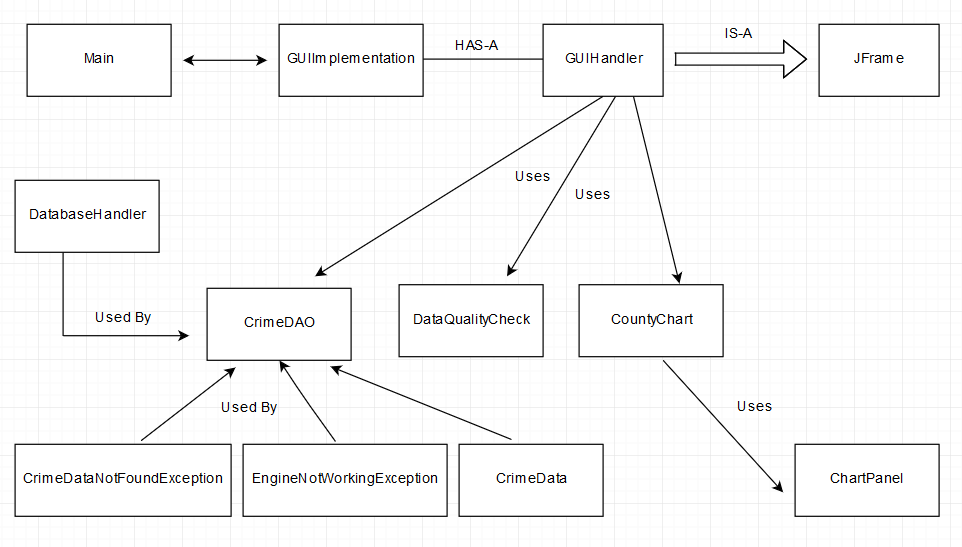 Main
GUIImplementation
HAS-A
GUIHandler
IS-A
JFrame
Uses
Uses
DatabaseHandler
Used By
CrimeDAO
DataQualityCheck
CountyChart
Used By
Uses
CrimeDataNotFoundException
EngineNotWorkingException
CrimeData
ChartPanel